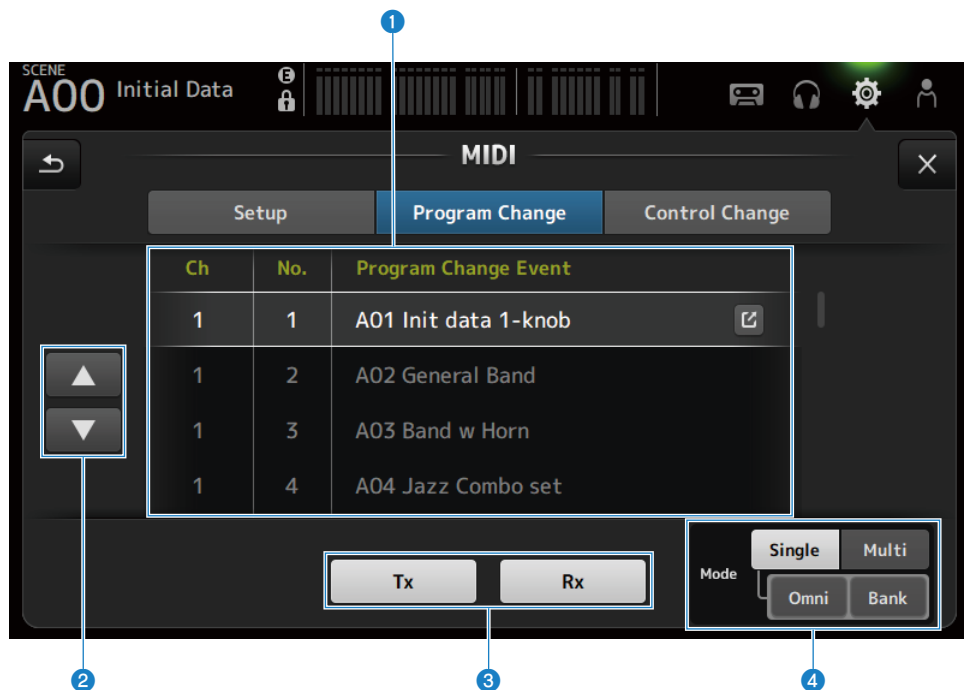 1
SCENE
A00 Initial Data E
MIDI
Setup Program Change Control Change
Ch No. Program Change Event
1 1 A01 Init data 1-knob
1 2 A02 General Band
1 3 A03 Band w Horn
1 4 A04 Jazz Combo set
Tx Rx
Mode Single Multi
Omni Bank
2 3 4